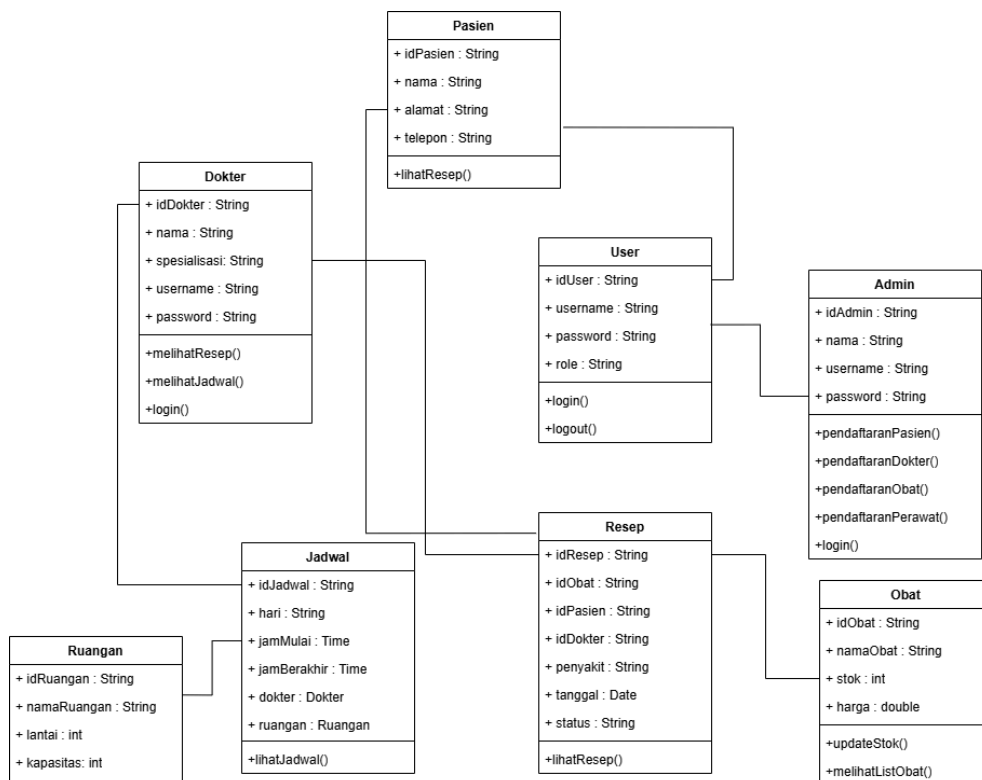 Pasien
+ idPasien : String
+ nama : String
+ alamat : String
+ telepon : String
+lihatResep()
Dokter
+ idDokter : String
+ nama : String
+ spesialisasi: String
+ username : String
+ password : String
+melihatResep()
+melihatJadwal()
+login()
User
+ idUser : String
+ username : String
+ password : String
+ role : String
+login()
+logout()
Admin
+ idAdmin : String
+ nama : String
+ username : String
+ password : String
+pendaftaranPasien()
+pendaftaranDokter()
+pendaftaranObat()
+pendaftaranPerawat()
+login()
Resep
+ idResep : String
+ idObat : String
+ idPasien : String
+ idDokter : String
+ penyakit : String
+ tanggal : Date
+ status : String
+lihatResep()
Jadwal
+ idJadwal : String
+ hari : String
+ jamMulai : Time
+ jamBerakhir : Time
+ dokter : Dokter
+ ruangan : Ruangan
+lihatJadwal()
Obat
+ idObat : String
+ namaObat : String
+ stok : int
+ harga : double
+updateStok()
+melihatListObat()
Ruangan
+ idRuangan : String
+ namaRuangan : String
+ lantai : int
+ kapasitas: int